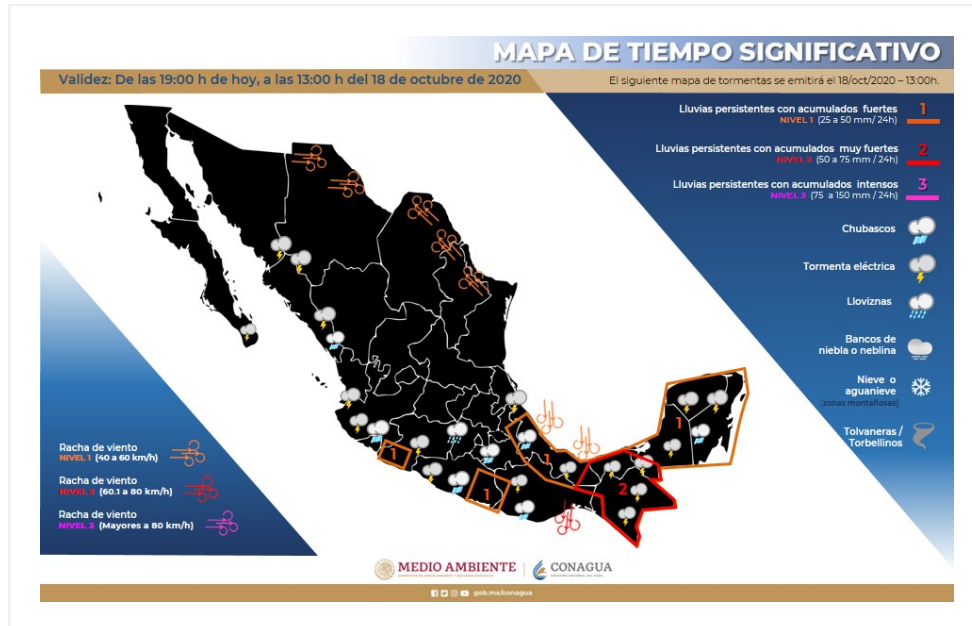 MAPA DE TIEMPO SIGNIFICATIVO
Validez: De las 19:00 h de hoy, a las 13:00 h del 18 de octubre de 2020
El siguiente mapa de tormentas se emitirá el 18/oct/2020 – 13:00h.
Lluvias persistentes con acumulados fuertes
NIVEL 1 (25 a 50 mm/ 24h)
1
Lluvias persistentes con acumulados muy fuertes
NIVEL 2 (50 a 75 mm / 24h)
2
Lluvias persistentes con acumulados intensos
NIVEL 3 (75 a 150 mm / 24h)
3
Chubascos
Tormenta eléctrica
Lloviznas
Bancos de
niebla o neblina
Nieve o
aguanieve
(zonas montañosas)
Tolvaneras /
Torbellinos
1
1
1
1
2
Racha de viento
NIVEL 1 (40 a 60 km/h)
Racha de viento
NIVEL 2 (60.1 a 80 km/h)
Racha de viento
NIVEL 3 (Mayores a 80 km/h)
MEDIO AMBIENTE
CONAGUA
gob.mx/conagua